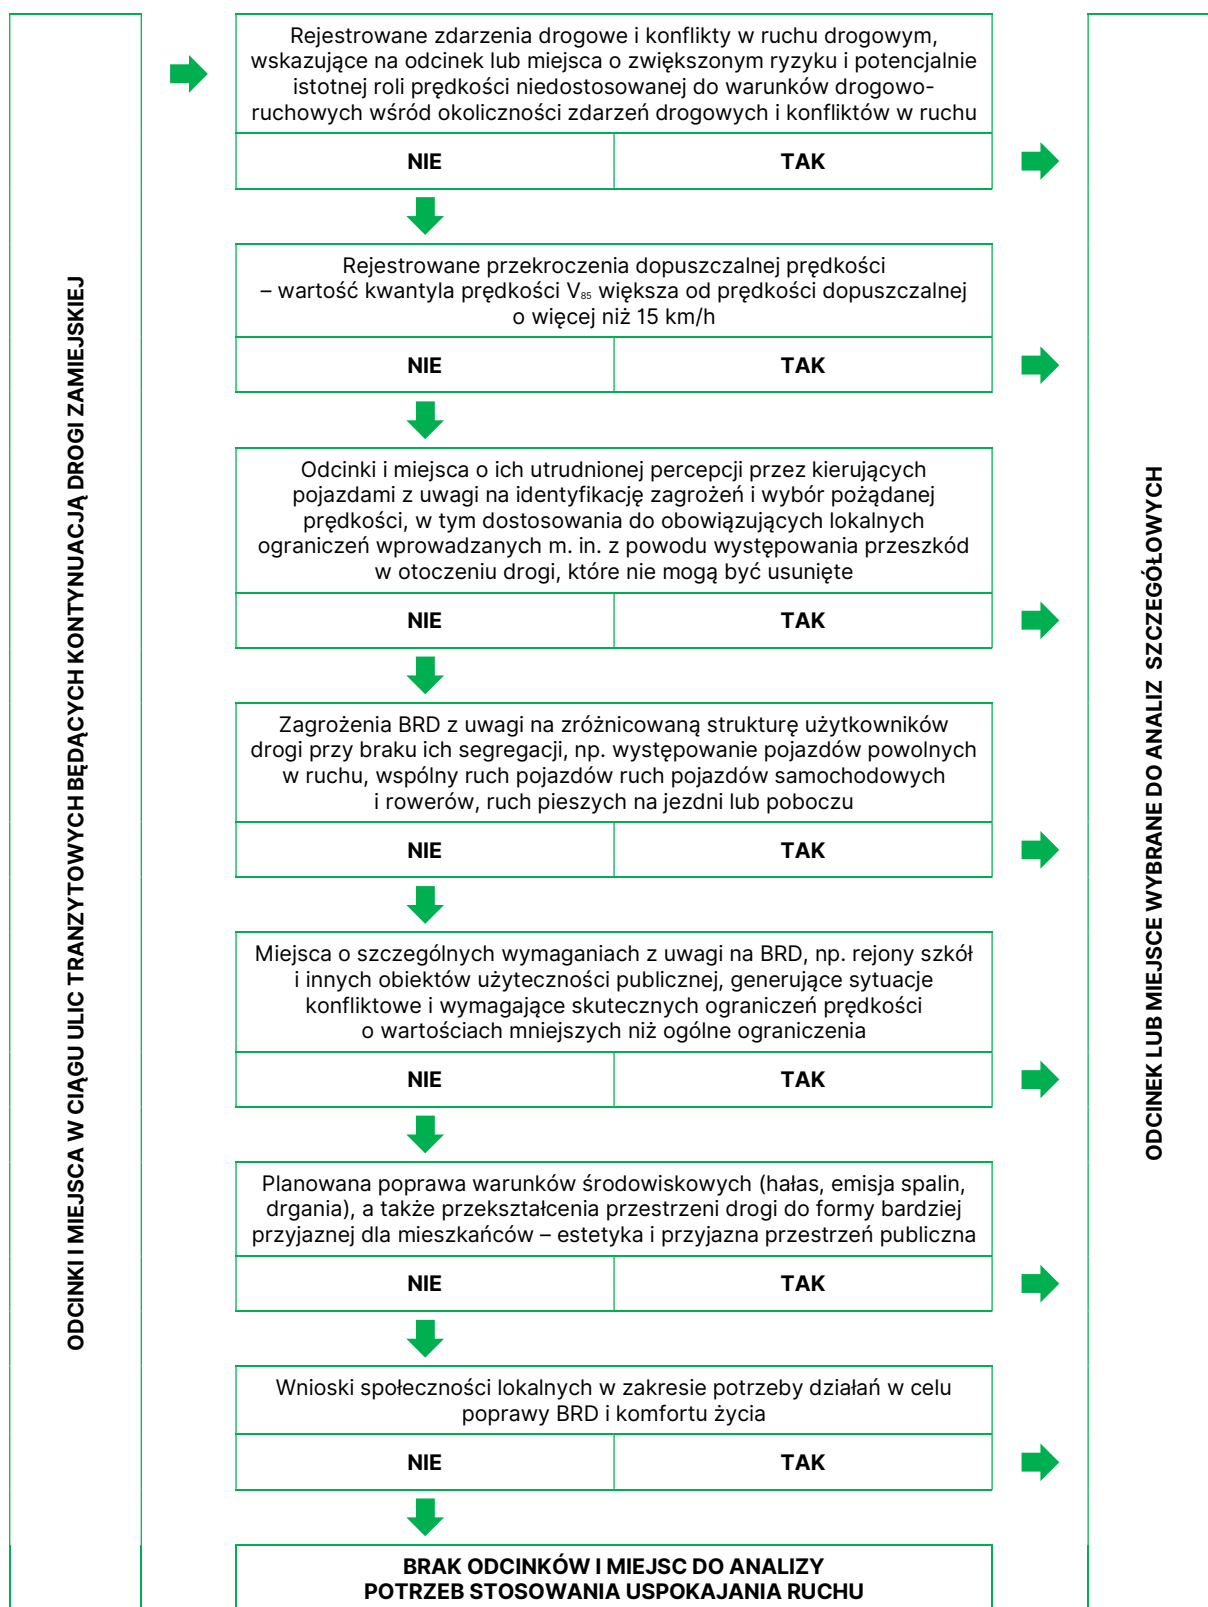 ODCINKI I MIEJSCA W CIĄGU ULIC TRANZYTOWYCH BĘDĄCYCH KONTYNUACJĄ DROGI ZAMIEJSKIEJ
Rejestrowane zdarzenia drogowe i konflikty w ruchu drogowym,
wskazujące na odcinek lub miejsca o zwiększonym ryzyku i potencjalnie
istotnej roli prędkości niedostosowanej do warunków drogowo-
ruchowych wśród okoliczności zdarzeń drogowych i konfliktów w ruchu
NIE TAK
Rejestrowane przekroczenia dopuszczalnej prędkości
– wartość kwantyla prędkości V₈₅ większa od prędkości dopuszczalnej
o więcej niż 15 km/h
NIE TAK
Odcinki i miejsca o ich utrudnionej percepcji przez kierujących
pojazdami z uwagi na identyfikację zagrożeń i wybór pożądanej
prędkości, w tym dostosowania do obowiązujących lokalnych
ograniczeń wprowadzanych m. in. z powodu występowania przeszkód
w otoczeniu drogi, które nie mogą być usunięte
NIE TAK
Zagrożenia BRD z uwagi na zróżnicowaną strukturę użytkowników
drogi przy braku ich segregacji, np. występowanie pojazdów powolnych
w ruchu, wspólny ruch pojazdów ruch pojazdów samochodowych
i rowerów, ruch pieszych na jezdni lub poboczu
NIE TAK
Miejsca o szczególnych wymaganiach z uwagi na BRD, np. rejony szkół
i innych obiektów użyteczności publicznej, generujące sytuacje
konfliktowe i wymagające skutecznych ograniczeń prędkości
o wartościach mniejszych niż ogólne ograniczenia
NIE TAK
Planowana poprawa warunków środowiskowych (hałas, emisja spalin,
drgania), a także przekształcenia przestrzeni drogi do formy bardziej
przyjaznej dla mieszkańców – estetyka i przyjazna przestrzeń publiczna
NIE TAK
Wnioski społeczności lokalnych w zakresie potrzeby działań w celu
poprawy BRD i komfortu życia
NIE TAK
BRAK ODCINKÓW I MIEJSC DO ANALIZY
POTRZEB STOSOWANIA USPOKAJANIA RUCHU
ODCINEK LUB MIEJSCE WYBRANE DO ANALIZ SZCZEGÓŁOWYCH